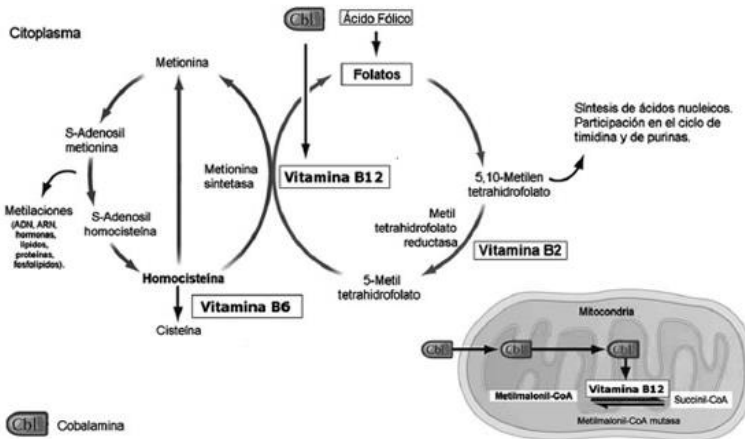 Cbl
Ácido Fólico
Citoplasma
Metionina
Folatos
Síntesis de ácidos nucleicos.
Participación en el ciclo de
timidina y de purinas.
S-Adenosil
metionina
Metionina
sintetasa
Vitamina B12
5,10-Metilen
tetrahidrofolato
Metilaciones
(ADN, ARN,
hormonas,
lípidos,
proteínas,
fosfolípidos).
S-Adenosil
homocisteína
Metil
tetrahidrofolato
reductasa
Vitamina B2
Homocisteína
5-Metil
tetrahidrofolato
Vitamina B6
Cisteína
Mitocondria
Cbl
Cbl
Cbl
Vitamina B12
Metilmalonil-CoA
Succinil-CoA
Metilmalonil-CoA mutasa
Cbl
Cobalamina